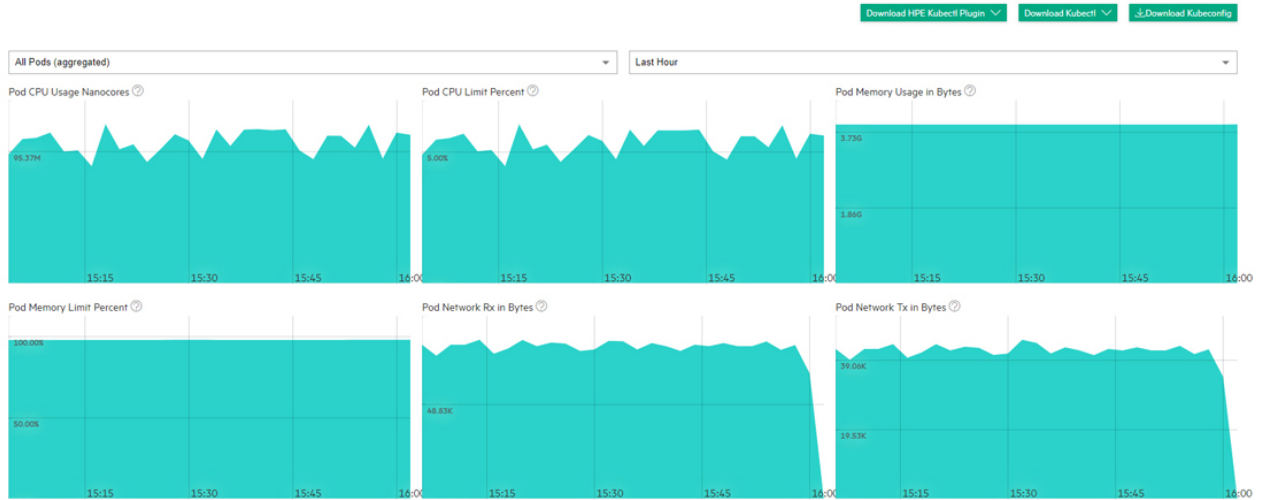 Download HPE Kubectl Plugin
Download Kubectl
Download Kubeconfig
All Pods (aggregated)
Last Hour
Pod CPU Usage Nanocores
Pod CPU Limit Percent
Pod Memory Usage in Bytes
95.37M
5.00%
3.73G
1.86G
15:15 15:30 15:45 16:00
15:15 15:30 15:45 16:00
15:15 15:30 15:45 16:00
Pod Memory Limit Percent
Pod Network Rx in Bytes
Pod Network Tx in Bytes
100.00%
50.00%
48.83K
39.06K
19.53K
15:15 15:30 15:45 16:00
15:15 15:30 15:45 16:00
15:15 15:30 15:45 16:00